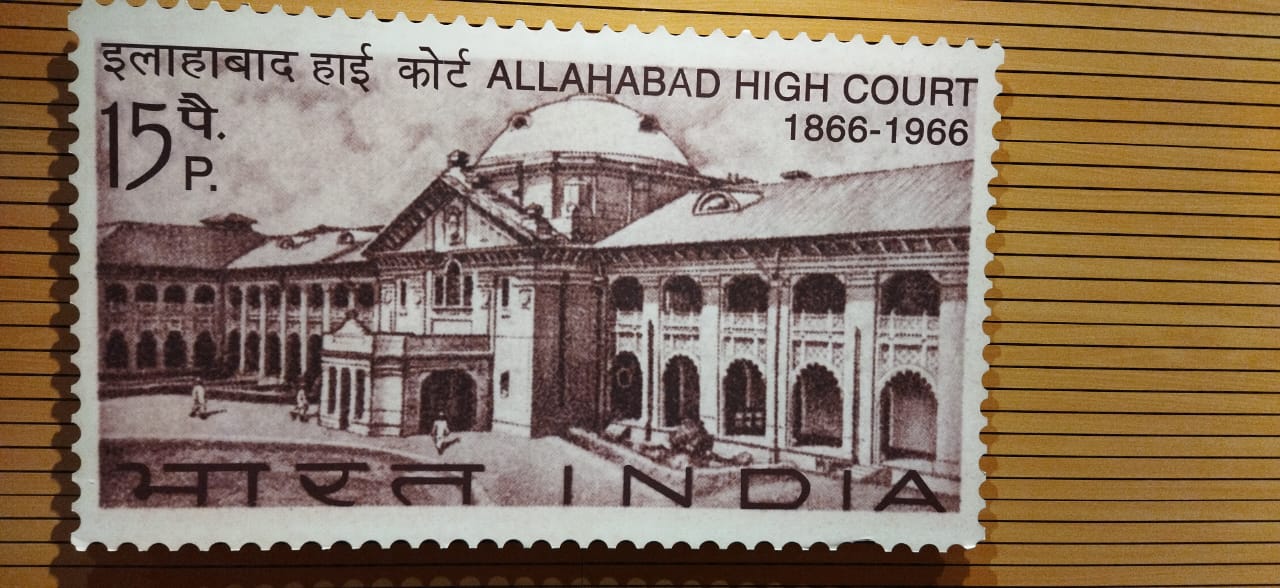 इलाहाबाद हाई कोर्ट ALLAHABAD HIGH COURT
1866-1966
15 पै.
P.
भारत INDIA